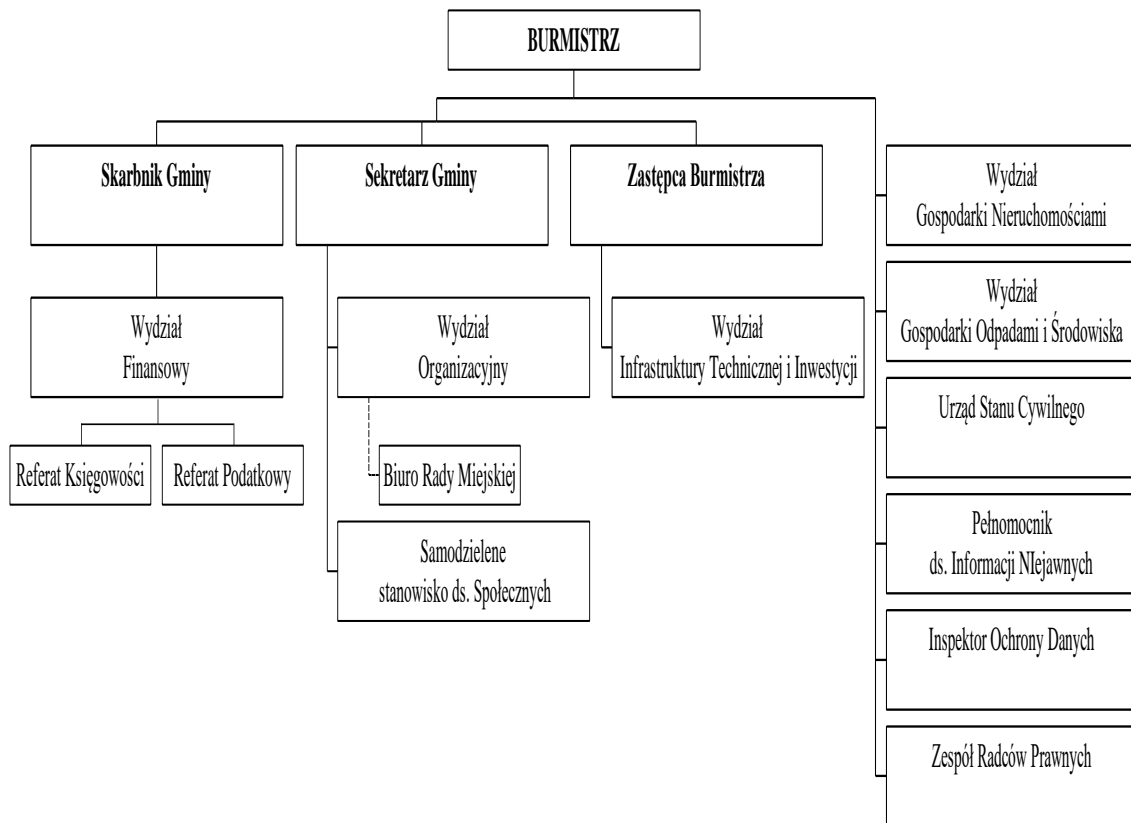 BURMISTRZ
Skarbnik Gminy
Sekretarz Gminy
Zastępca Burmistrza
Wydział
Gospodarki Nieruchomościami
Wydział
Gospodarki Odpadami i Środowiska
Wydział
Finansowy
Wydział
Organizacyjny
Wydział
Infrastruktury Technicznej i Inwestycji
Urząd Stanu Cywilnego
Referat Księgowości
Referat Podatkowy
Biuro Rady Miejskiej
Pełnomocnik
ds. Informacji NIejawnych
Samodzielene
stanowisko ds. Społecznych
Inspektor Ochrony Danych
Zespół Radców Prawnych